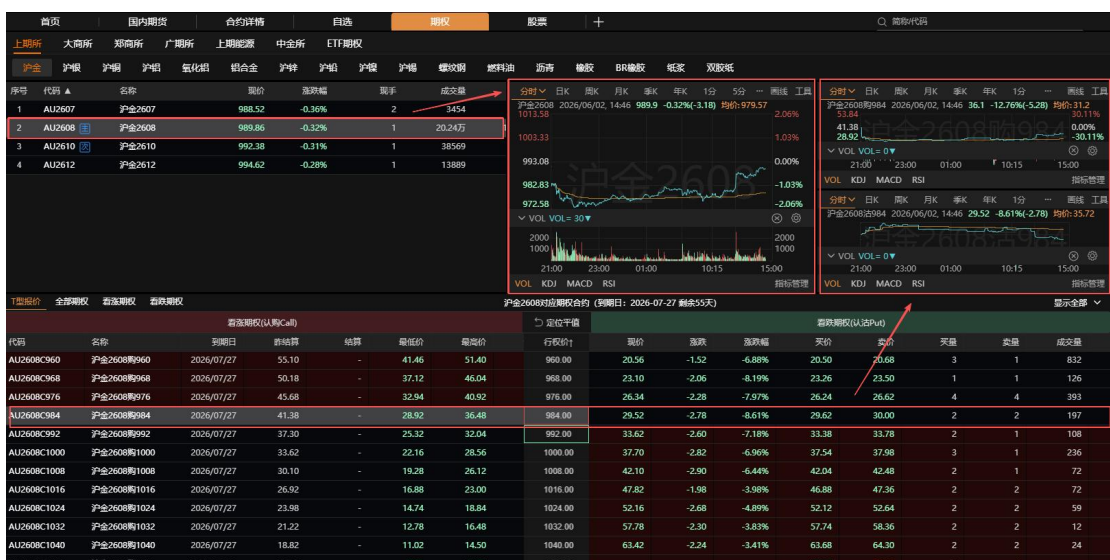 首页 国内期货 合约详情 自选 期权 股票 + 简称/代码
上期所 大商所 郑商所 广期所 上期能源 中金所 ETF期权
沪金 沪银 沪铜 沪铝 氧化铝 铝合金 沪锌 沪铅 沪镍 沪锡 螺纹钢 燃料油 沥青 橡胶 BR橡胶 纸浆 双胶纸
序号 代码▲ 名称 现价 涨跌幅 现手 成交量
1 AU2607 沪金2607 988.52 -0.36% 2 3454
2 AU2608 主 沪金2608 989.86 -0.32% 1 20.24万
3 AU2610 次 沪金2610 992.38 -0.31% 1 38569
4 AU2612 沪金2612 994.62 -0.28% 1 13889
分时 日K 周K 月K 季K 年K 1分 5分 ··· 画线 工具
沪金2608 2026/06/02, 14:46 989.9 -0.32%(-3.18) 均价:979.57
1013.58 2.06%
1003.33 1.03%
993.08 0.00%
982.83 -1.03%
972.58 -2.06%
沪金2608
VOL VOL= 30▼
2000 2000
1000 1000
21:00 23:00 01:00 10:15 15:00
VOL KDJ MACD RSI 指标管理
分时 日K 周K 月K 季K 年K 1分 ··· 画线 工具
沪金2608购984 2026/06/02, 14:46 36.1 -12.76%(-5.28) 均价:31.2
53.84 30.11%
41.38 0.00%
28.92 -30.11%
沪金2608购984
VOL VOL= 0▼
21:00 23:00 01:00 10:15 15:00
VOL KDJ MACD RSI 指标管理
分时 日K 周K 月K 季K 年K 1分 ··· 画线 工具
沪金2608沽984 2026/06/02, 14:46 29.52 -8.61%(-2.78) 均价:35.72
沪金2608沽984
VOL VOL= 0▼
21:00 23:00 01:00 10:15 15:00
VOL KDJ MACD RSI 指标管理
T型报价 全部期权 看涨期权 看跌期权 沪金2608对应期权合约 (到期日: 2026-07-27 剩余55天) 显示全部
看涨期权(认购Call) 定位平值 看跌期权(认沽Put)
代码 名称 到期日 昨结算 结算 最低价 最高价 行权价↑ 现价 涨跌 涨跌幅 买价 卖价 买量 卖量 成交量
AU2608C960 沪金2608购960 2026/07/27 55.10 - 41.46 51.40 960.00 20.56 -1.52 -6.88% 20.50 20.68 3 1 832
AU2608C968 沪金2608购968 2026/07/27 50.18 - 37.12 46.04 968.00 23.10 -2.06 -8.19% 23.26 23.50 1 1 126
AU2608C976 沪金2608购976 2026/07/27 45.68 - 32.94 40.92 976.00 26.34 -2.28 -7.97% 26.24 26.62 4 4 393
AU2608C984 沪金2608购984 2026/07/27 41.38 - 28.92 36.48 984.00 29.52 -2.78 -8.61% 29.62 30.00 2 2 197
AU2608C992 沪金2608购992 2026/07/27 37.30 - 25.32 32.04 992.00 33.62 -2.60 -7.18% 33.38 33.78 2 1 108
AU2608C1000 沪金2608购1000 2026/07/27 33.62 - 22.16 28.56 1000.00 37.70 -2.82 -6.96% 37.54 37.98 3 1 236
AU2608C1008 沪金2608购1008 2026/07/27 30.10 - 19.28 26.12 1008.00 42.10 -2.90 -6.44% 42.04 42.48 2 1 72
AU2608C1016 沪金2608购1016 2026/07/27 26.92 - 16.88 23.00 1016.00 47.82 -1.98 -3.98% 46.88 47.36 2 2 72
AU2608C1024 沪金2608购1024 2026/07/27 23.98 - 14.74 18.84 1024.00 52.16 -2.68 -4.89% 52.12 52.64 2 2 59
AU2608C1032 沪金2608购1032 2026/07/27 21.22 - 12.78 16.48 1032.00 57.78 -2.30 -3.83% 57.74 58.36 2 2 12
AU2608C1040 沪金2608购1040 2026/07/27 18.82 - 11.02 14.50 1040.00 63.42 -2.24 -3.41% 63.68 64.30 2 2 24